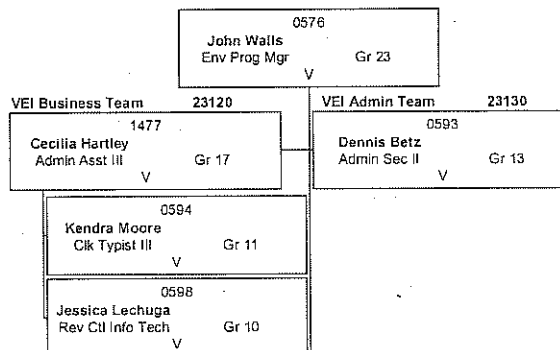 0576
John Walls
Env Prog Mgr Gr 23
V
VEI Business Team 23120
VEI Admin Team 23130
1477
Cecilia Hartley
Admin Asst III Gr 17
V
0593
Dennis Betz
Admin Sec II Gr 13
V
0594
Kendra Moore
Clk Typist III Gr 11
V
0598
Jessica Lechuga
Rev Ctl Info Tech Gr 10
V